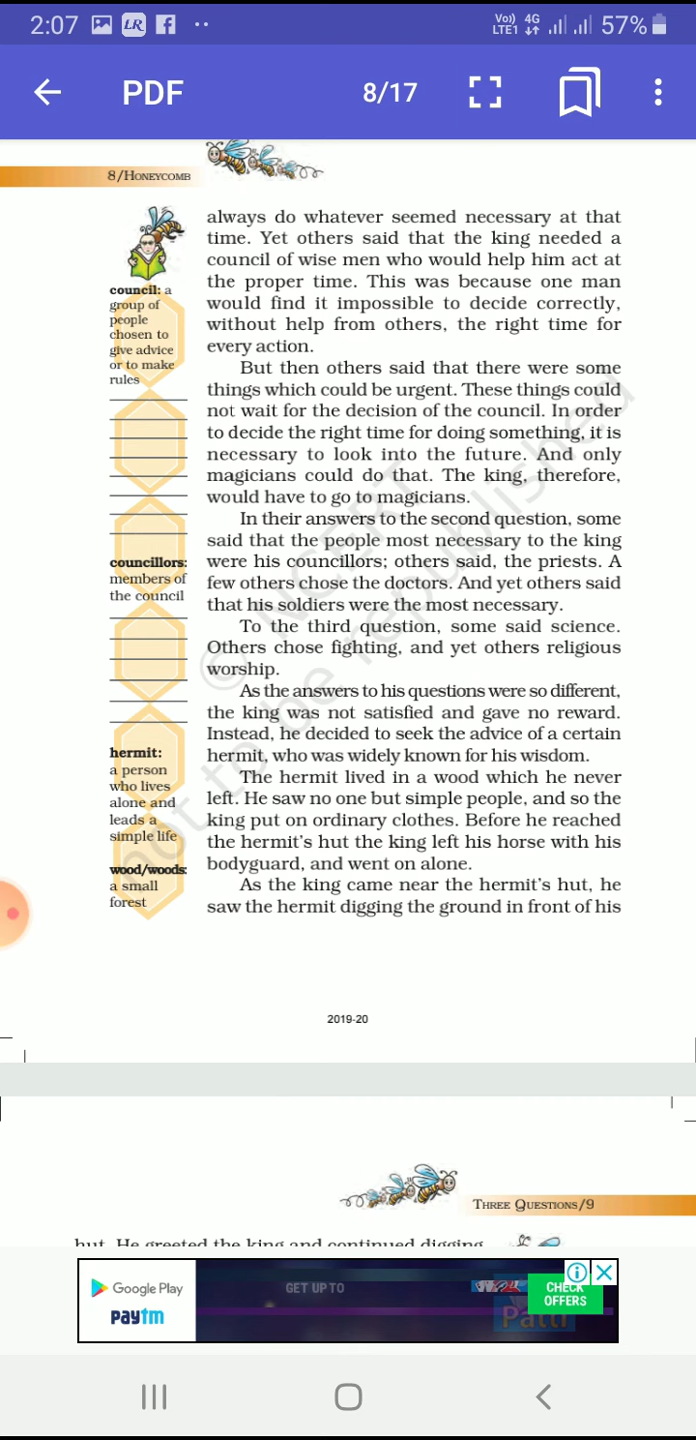 2:07 LR f Vo) LTE1 4G 57%
PDF 8/17
8/HONEYCOMB
always do whatever seemed necessary at that
time. Yet others said that the king needed a
council of wise men who would help him act at
the proper time. This was because one man
would find it impossible to decide correctly,
without help from others, the right time for
every action.
But then others said that there were some
things which could be urgent. These things could
not wait for the decision of the council. In order
to decide the right time for doing something, it is
necessary to look into the future. And only
magicians could do that. The king, therefore,
would have to go to magicians.
In their answers to the second question, some
said that the people most necessary to the king
were his councillors; others said, the priests. A
few others chose the doctors. And yet others said
that his soldiers were the most necessary.
To the third question, some said science.
Others chose fighting, and yet others religious
worship.
As the answers to his questions were so different,
the king was not satisfied and gave no reward.
Instead, he decided to seek the advice of a certain
hermit, who was widely known for his wisdom.
The hermit lived in a wood which he never
left. He saw no one but simple people, and so the
king put on ordinary clothes. Before he reached
the hermit's hut the king left his horse with his
bodyguard, and went on alone.
As the king came near the hermit's hut, he
saw the hermit digging the ground in front of his
council: a
group of
people
chosen to
give advice
or to make
rules
councillors:
members of
the council
hermit:
a person
who lives
alone and
leads a
simple life
wood/woods:
a small
forest
© NCERT
not to be republished
2019-20
THREE QUESTIONS/9
hut. He greeted the king and continued digging.
Google Play
paytm
GET UP TO
CHECK
OFFERS
Patti